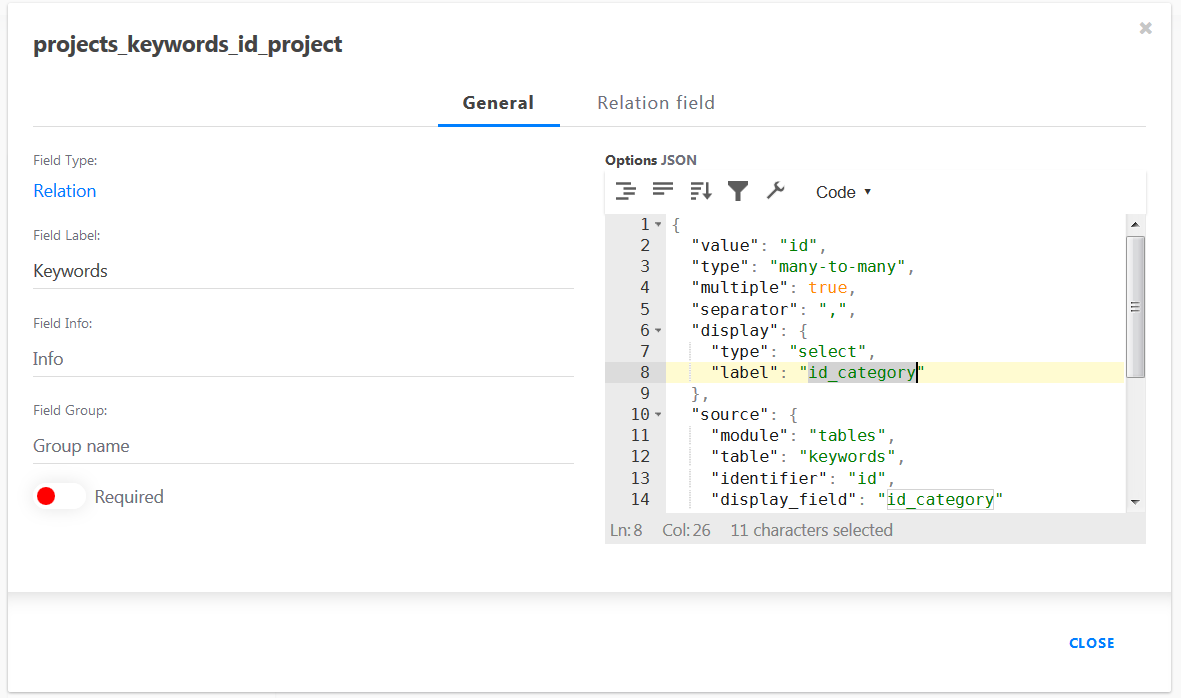 projects_keywords_id_project
General
Relation field
Field Type:
Relation
Field Label:
Keywords
Field Info:
Info
Field Group:
Group name
Required
Options JSON
Code
1 {
2 "value": "id",
3 "type": "many-to-many",
4 "multiple": true,
5 "separator": ",",
6 "display": {
7 "type": "select",
8 "label": "id_category"
9 },
10 "source": {
11 "module": "tables",
12 "table": "keywords",
13 "identifier": "id",
14 "display_field": "id_category"
Ln: 8 Col: 26 11 characters selected
CLOSE